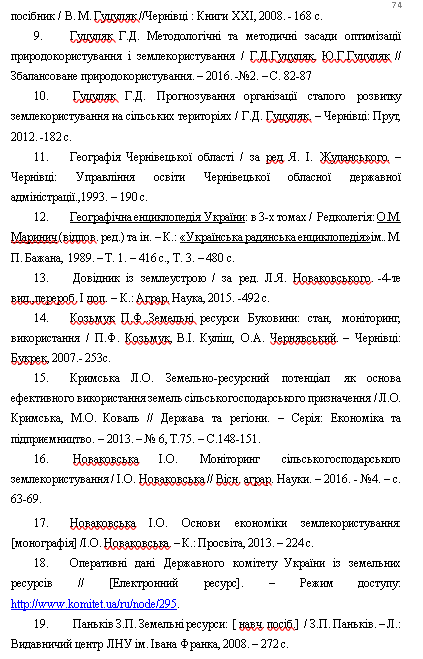 74
посібник / В. М. Гуцуляк//Чернівці : Книги ХХІ, 2008. - 168 с.
9. Гуцуляк Г.Д. Методологічні та методичні засади оптимізації
природокористування і землекористування / Г.Д.Гуцуляк, Ю.Г.Гуцуляк //
Збалансоване природокористування. – 2016. -№2. – С. 82-87
10. Гуцуляк Г.Д. Прогнозування організації сталого розвитку
землекористування на сільських територіях / Г.Д. Гуцуляк. – Чернівці: Прут,
2012. -182 с.
11. Географія Чернівецької області / за ред Я. І. Жупанського. –
Чернівці: Управління освіти Чернівецької обласної державної
адміністрації.,1993. – 190 с.
12. Географічна енциклопедія України: в 3-х томах / Редколегія: О.М.
Маринич (відпов. ред.) та ін. – К.: «Українська радянська енциклопедія»ім. М.
П. Бажана, 1989. – Т. 1. – 416 с., Т. 3. – 480 с.
13. Довідник із землеустрою / за ред. Л.Я. Новаковського. -4-те
вид.,перероб. І доп. – К.: Аграр. Наука, 2015. -492 с.
14. Козьмук П.Ф. Земельні ресурси Буковини: стан, моніторинг,
використання / П.Ф. Козьмук, В.І. Куліш, О.А. Чернявський. – Чернівці:
Букрек, 2007.- 253с.
15. Кримська Л.О. Земельно-ресурсний потенціал як основа
ефективного використання земель сільськогосподарського призначення / Л.О.
Кримська, М.О. Коваль // Держава та регіони. – Серія: Економіка та
підприємництво. – 2013. – № 6, Т.75. – С.148-151.
16. Новаковська І.О. Моніторинг сільськогосподарського
землекористування / І.О. Новаковська // Вісн. аграр. Науки. – 2016. - №4. – с.
63-69.
17. Новаковська І.О. Основи економіки землекористування
[монографія] /І.О. Новаковська. – К.: Просвіта, 2013. – 224 с.
18. Оперативні дані Державного комітету України із земельних
ресурсів // [Електронний ресурс]. – Режим доступу:
http://www.komitet.ua/ru/node/295.
19. Паньків З.П. Земельні ресурси: [ навч. посіб.] / З.П. Паньків. – Л.:
Видавничий центр ЛНУ ім. Івана Франка, 2008. – 272 с.